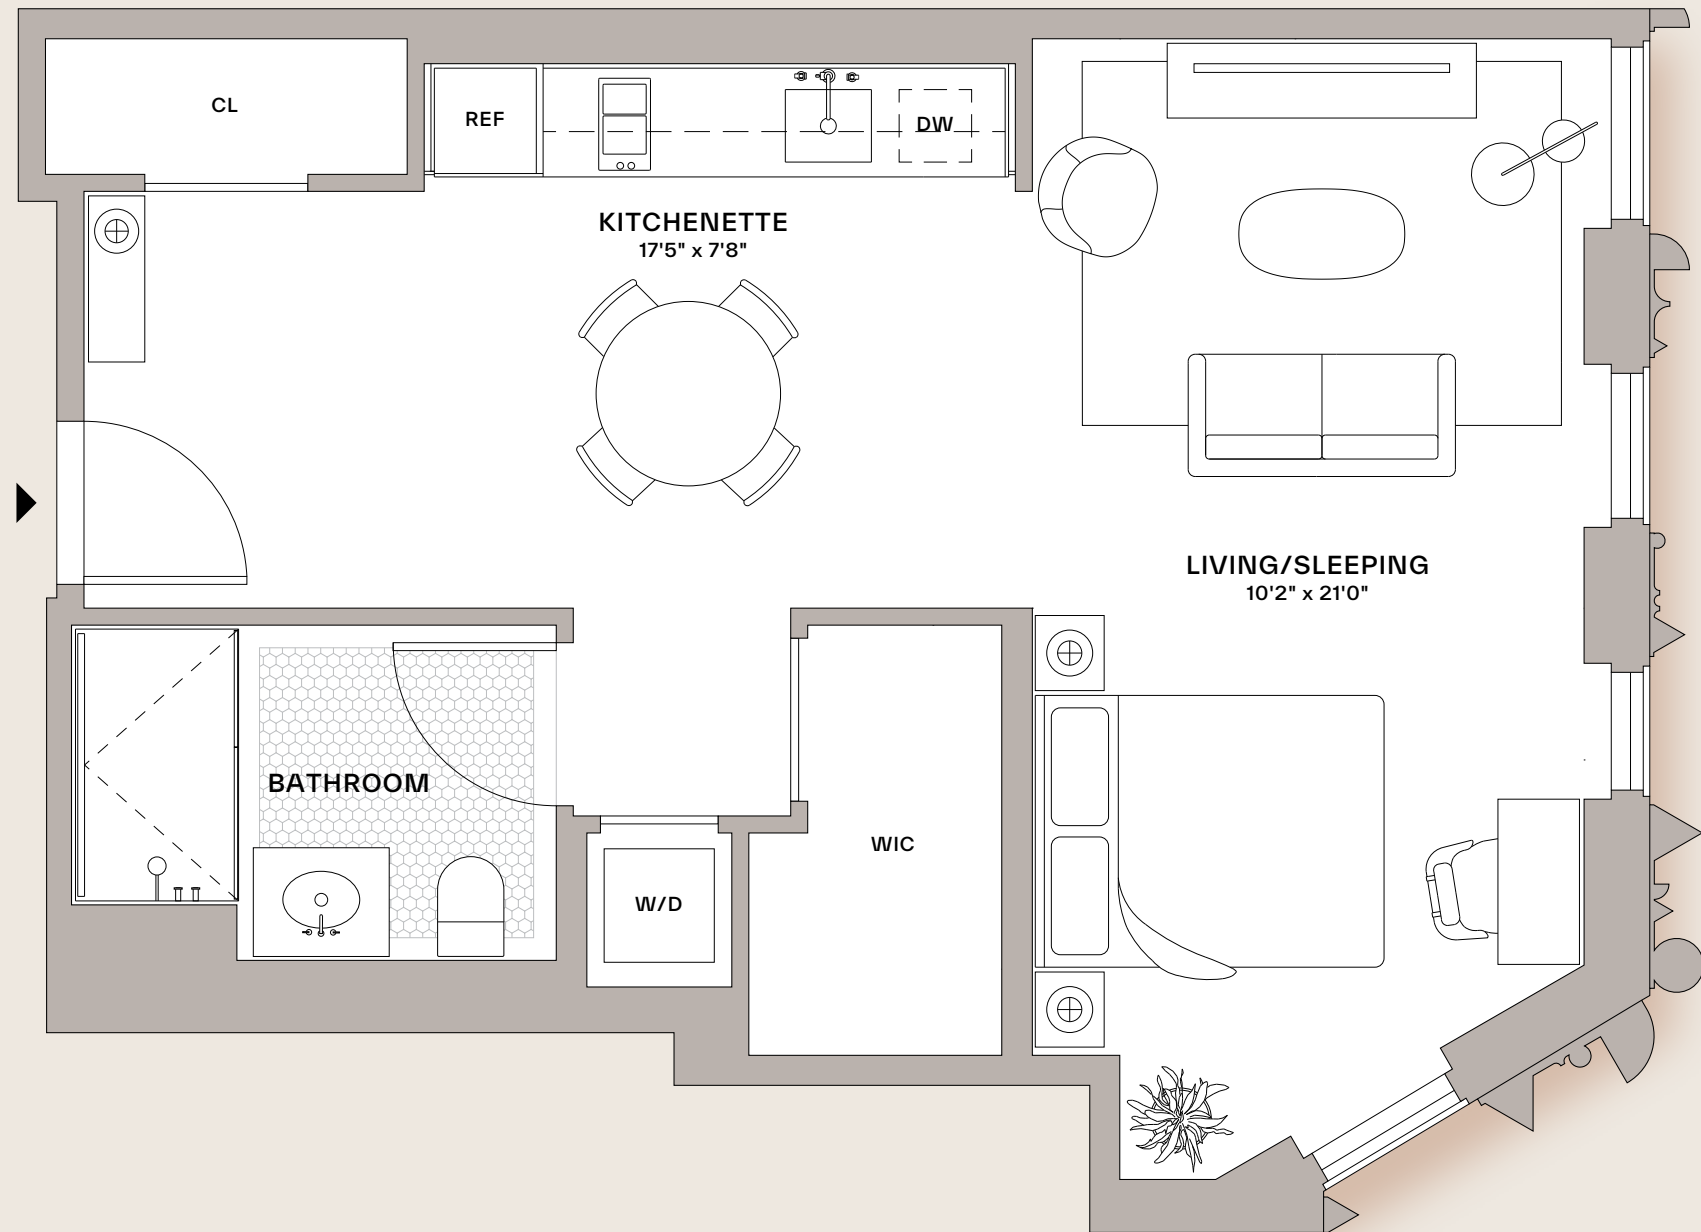 CL
REF
DW
KITCHENETTE
17'5" x 7'8"
LIVING/SLEEPING
10'2" x 21'0"
BATHROOM
WIC
W/D